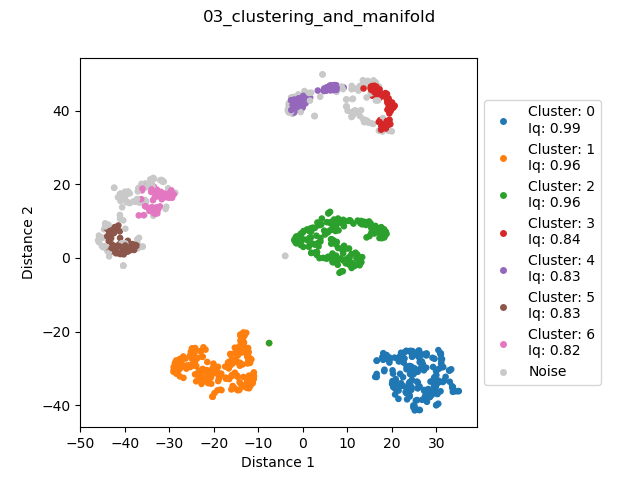 03_clustering_and_manifold
Distance 2
40
20
0
−20
−40
−50
−40
−30
−20
−10
0
10
20
30
Distance 1
Cluster: 0
Iq: 0.99
Cluster: 1
Iq: 0.96
Cluster: 2
Iq: 0.96
Cluster: 3
Iq: 0.84
Cluster: 4
Iq: 0.83
Cluster: 5
Iq: 0.83
Cluster: 6
Iq: 0.82
Noise